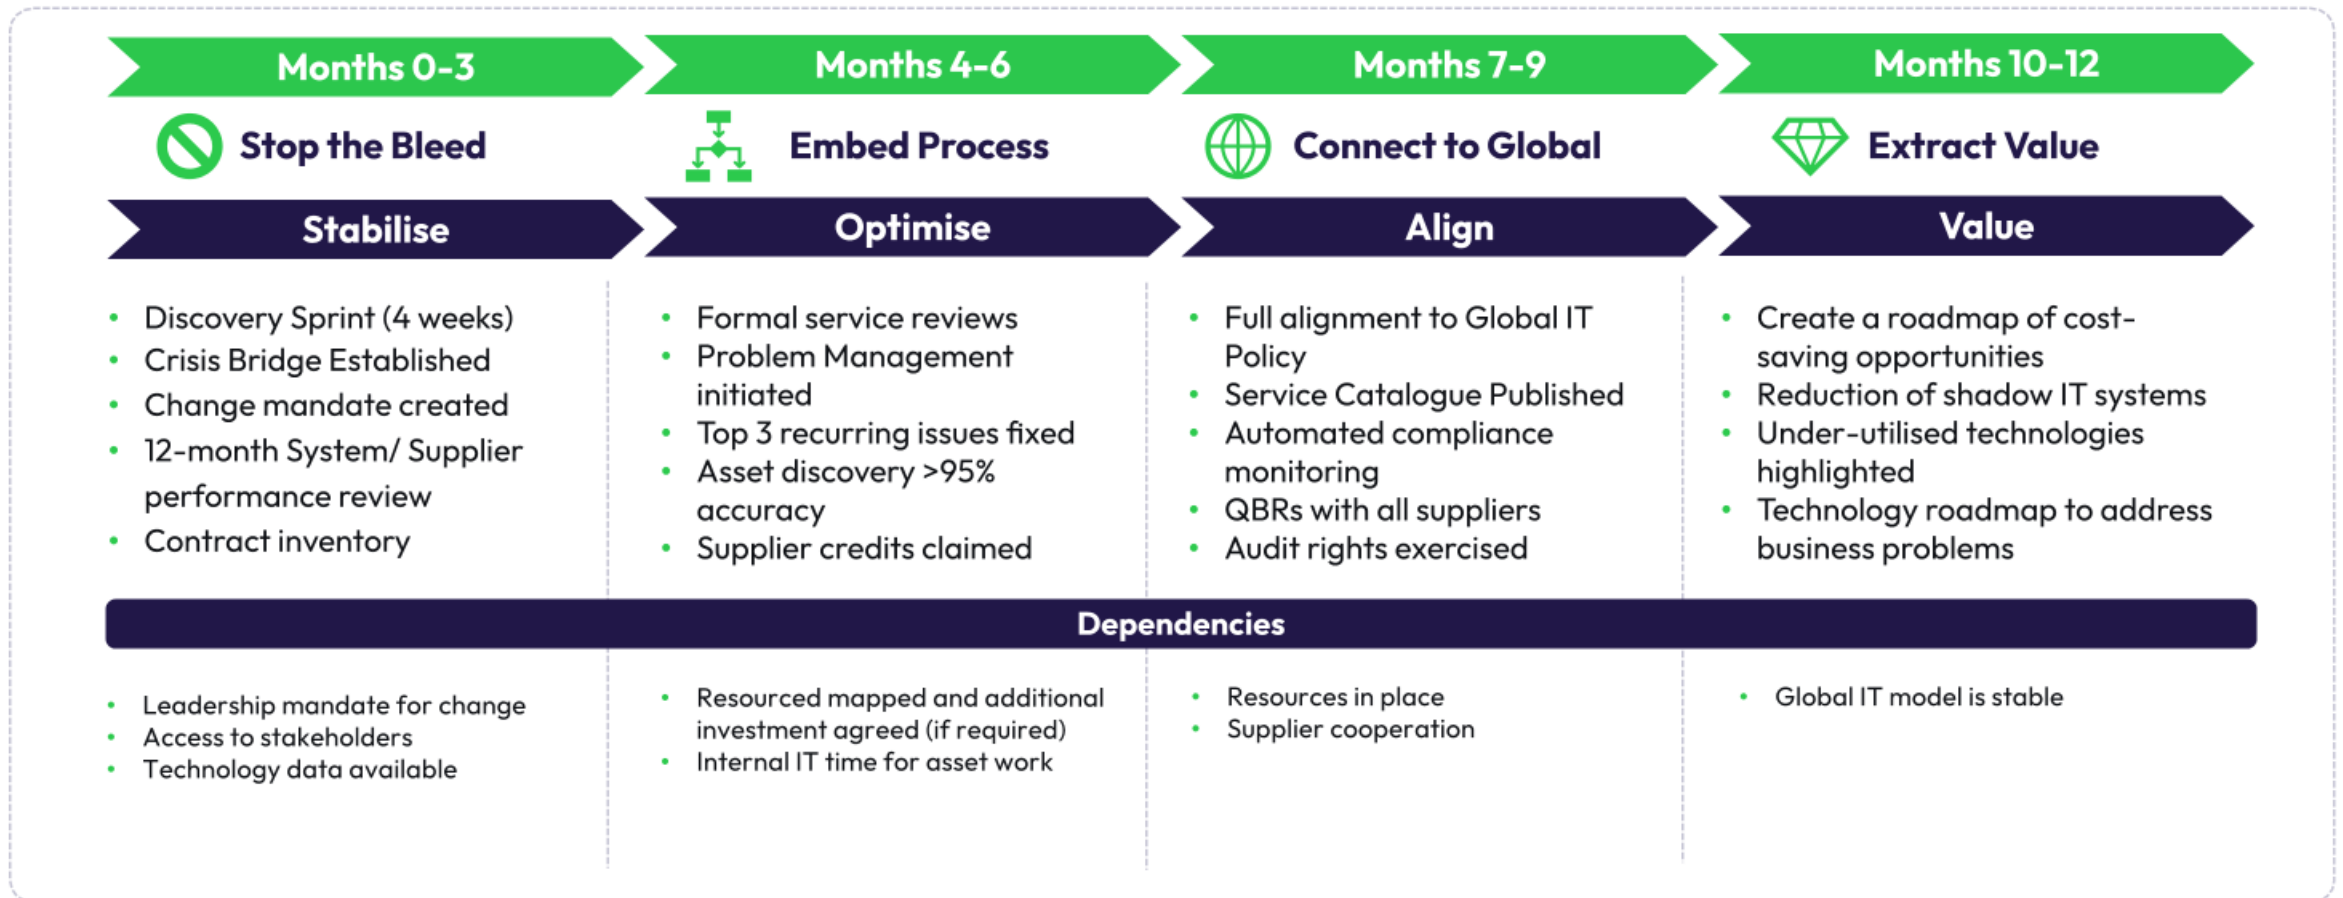 Months 0-3
Months 4-6
Months 7-9
Months 10-12
Stop the Bleed
Embed Process
Connect to Global
Extract Value
Stabilise
Optimise
Align
Value
• Discovery Sprint (4 weeks)
• Crisis Bridge Established
• Change mandate created
• 12-month System/ Supplier
performance review
• Contract inventory
• Formal service reviews
• Problem Management
initiated
• Top 3 recurring issues fixed
• Asset discovery >95%
accuracy
• Supplier credits claimed
• Full alignment to Global IT
Policy
• Service Catalogue Published
• Automated compliance
monitoring
• QBRs with all suppliers
• Audit rights exercised
• Create a roadmap of cost-
saving opportunities
• Reduction of shadow IT systems
• Under-utilised technologies
highlighted
• Technology roadmap to address
business problems
Dependencies
• Leadership mandate for change
• Access to stakeholders
• Technology data available
• Resourced mapped and additional
investment agreed (if required)
• Internal IT time for asset work
• Resources in place
• Supplier cooperation
• Global IT model is stable